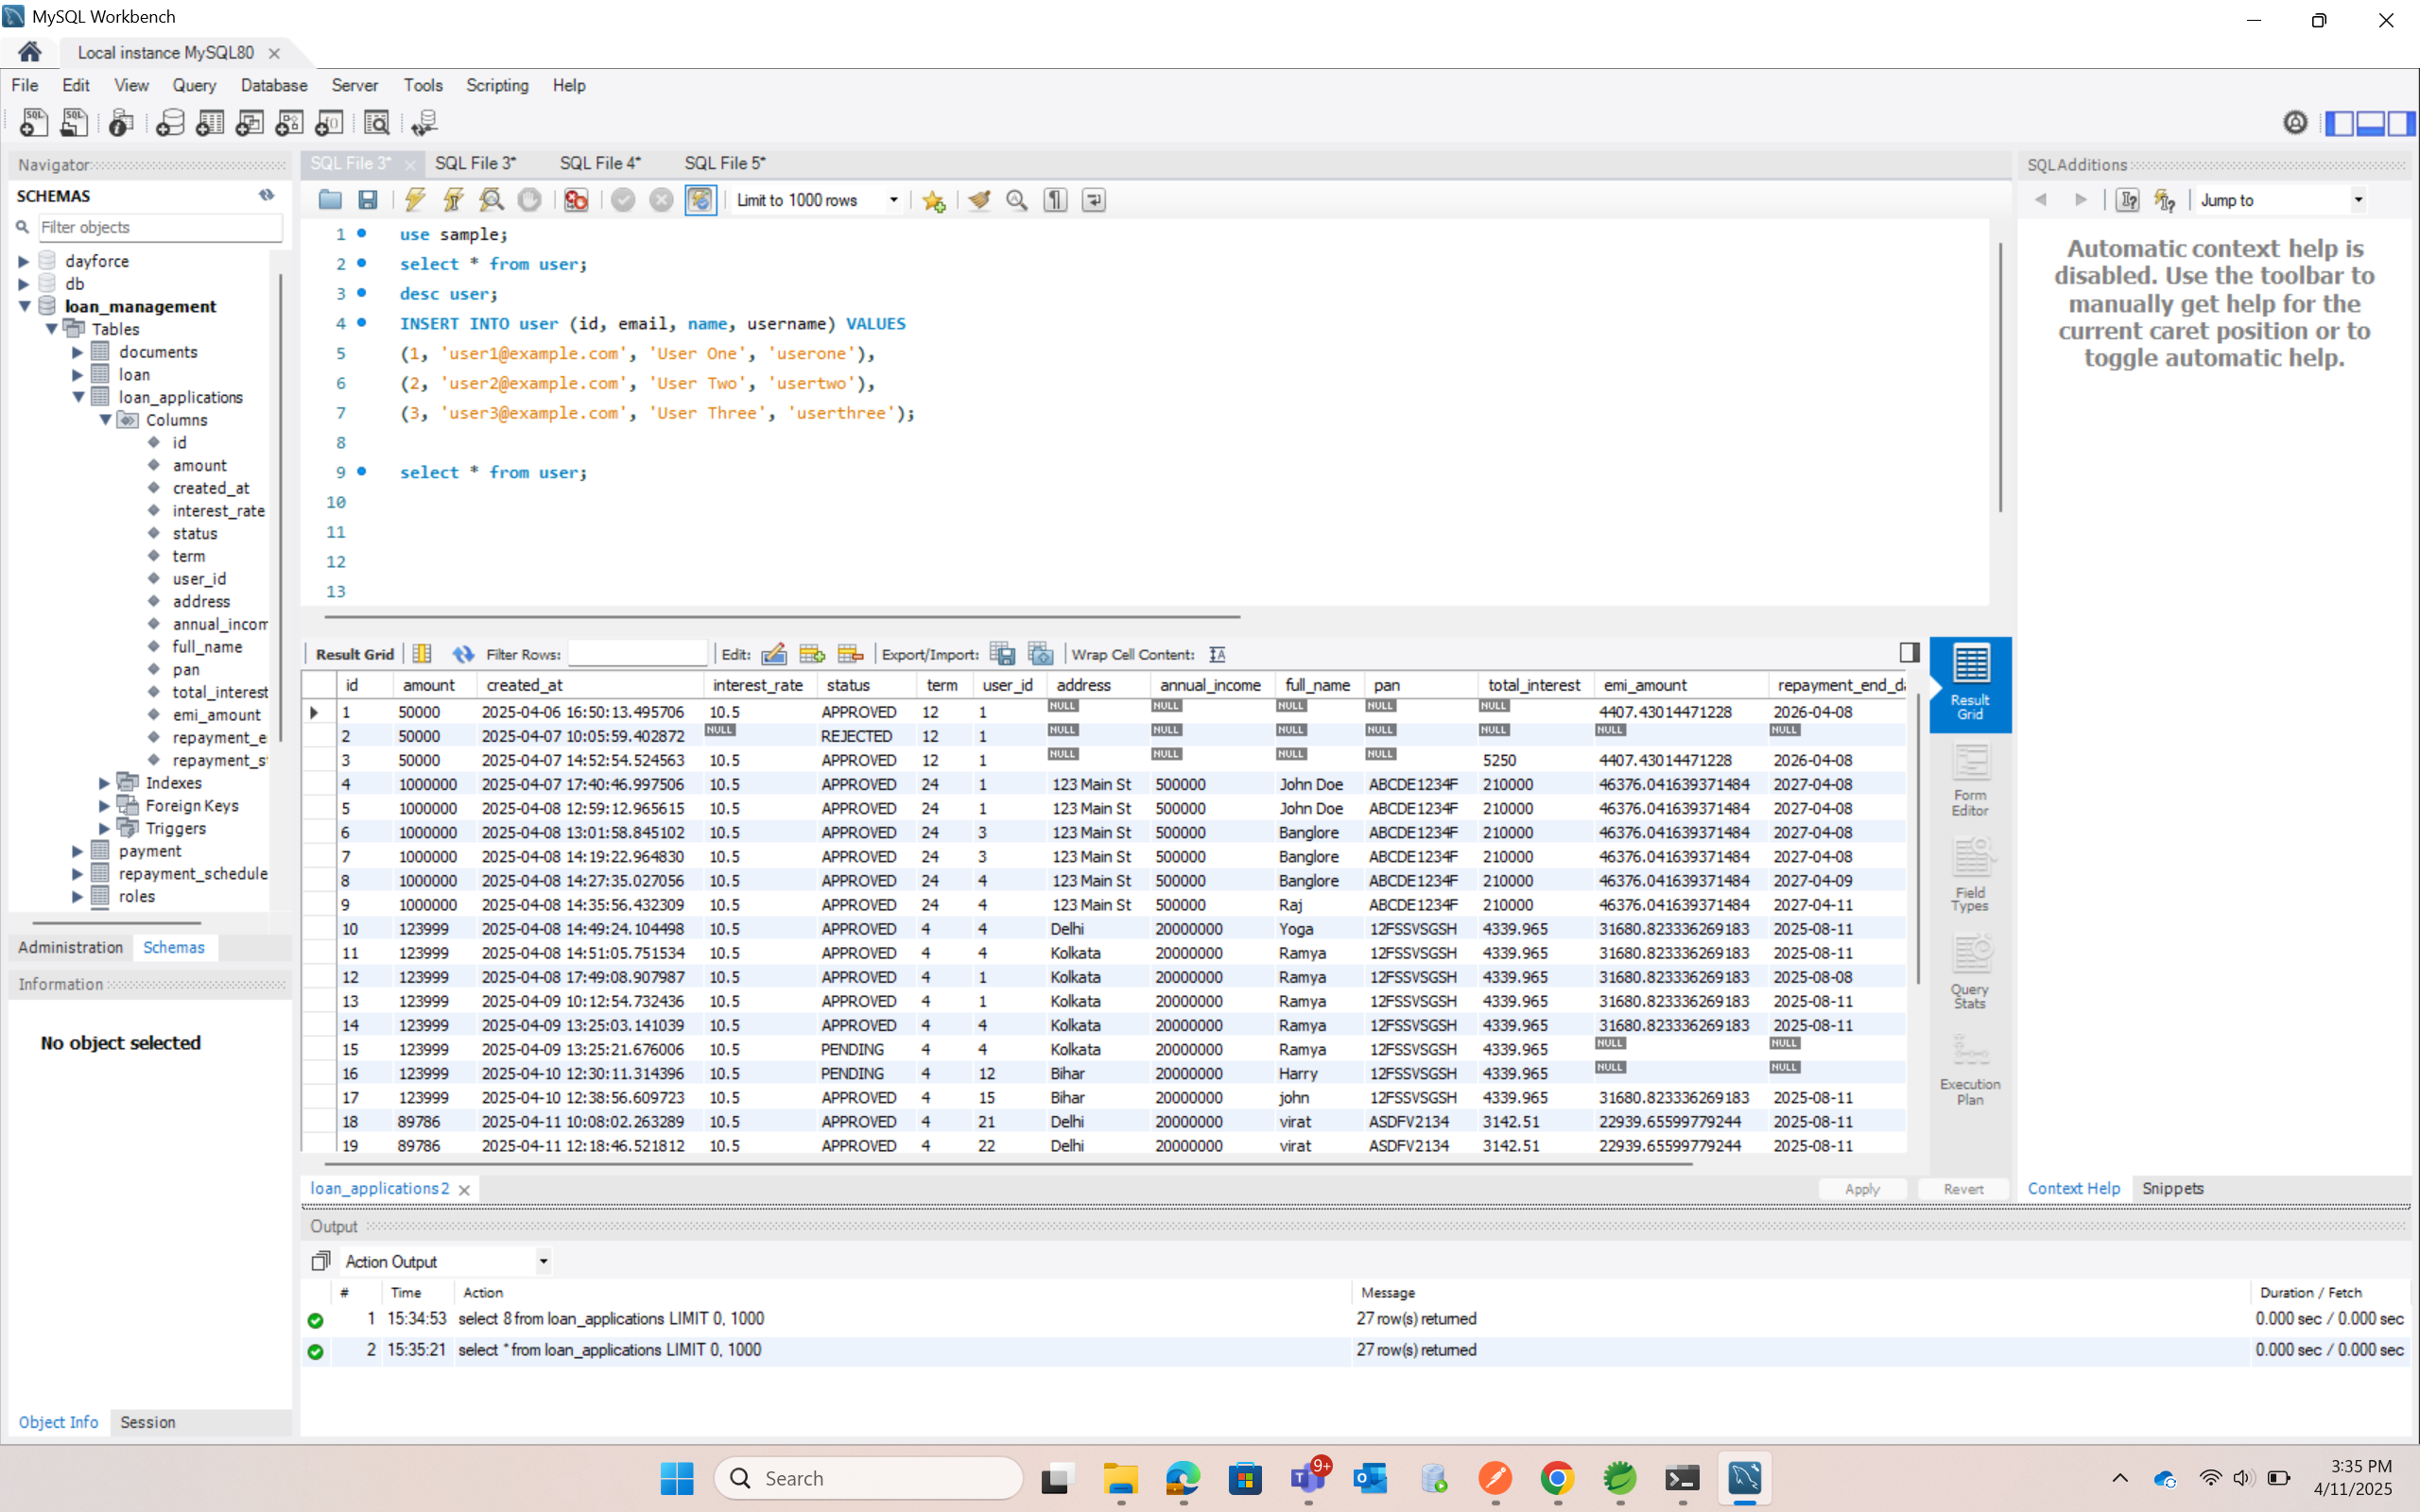 MySQL Workbench
Local instance MySQL80
File Edit View Query Database Server Tools Scripting Help
Navigator
SCHEMAS
Filter objects
dayforce
db
loan_management
Tables
documents
loan
loan_applications
Columns
id
amount
created_at
interest_rate
status
term
user_id
address
annual_incom
full_name
pan
total_interest
emi_amount
repayment_e
repayment_s
Indexes
Foreign Keys
Triggers
payment
repayment_schedule
roles
Administration Schemas
Information
No object selected
Object Info Session
SQL File 3* SQL File 3* SQL File 4* SQL File 5*
Limit to 1000 rows
1 use sample;
2 select * from user;
3 desc user;
4 INSERT INTO user (id, email, name, username) VALUES
5 (1, 'user1@example.com', 'User One', 'userone'),
6 (2, 'user2@example.com', 'User Two', 'usertwo'),
7 (3, 'user3@example.com', 'User Three', 'userthree');
8
9 select * from user;
10
11
12
13
Result Grid Filter Rows: Edit: Export/Import: Wrap Cell Content:
id amount created_at interest_rate status term user_id address annual_income full_name pan total_interest emi_amount repayment_end_da
1 50000 2025-04-06 16:50:13.495706 10.5 APPROVED 12 1 NULL NULL NULL NULL NULL 4407.43014471228 2026-04-08
2 50000 2025-04-07 10:05:59.402872 NULL REJECTED 12 1 NULL NULL NULL NULL NULL NULL NULL
3 50000 2025-04-07 14:52:54.524563 10.5 APPROVED 12 1 NULL NULL NULL NULL 5250 4407.43014471228 2026-04-08
4 1000000 2025-04-07 17:40:46.997506 10.5 APPROVED 24 1 123 Main St 500000 John Doe ABCDE1234F 210000 46376.041639371484 2027-04-08
5 1000000 2025-04-08 12:59:12.965615 10.5 APPROVED 24 1 123 Main St 500000 John Doe ABCDE1234F 210000 46376.041639371484 2027-04-08
6 1000000 2025-04-08 13:01:58.845102 10.5 APPROVED 24 3 123 Main St 500000 Banglore ABCDE1234F 210000 46376.041639371484 2027-04-08
7 1000000 2025-04-08 14:19:22.964830 10.5 APPROVED 24 3 123 Main St 500000 Banglore ABCDE1234F 210000 46376.041639371484 2027-04-08
8 1000000 2025-04-08 14:27:35.027056 10.5 APPROVED 24 4 123 Main St 500000 Banglore ABCDE1234F 210000 46376.041639371484 2027-04-09
9 1000000 2025-04-08 14:35:56.432309 10.5 APPROVED 24 4 123 Main St 500000 Raj ABCDE1234F 210000 46376.041639371484 2027-04-11
10 123999 2025-04-08 14:49:24.104498 10.5 APPROVED 4 4 Delhi 20000000 Yoga 12FSSVSGSH 4339.965 31680.823336269183 2025-08-11
11 123999 2025-04-08 14:51:05.751534 10.5 APPROVED 4 4 Kolkata 20000000 Ramya 12FSSVSGSH 4339.965 31680.823336269183 2025-08-11
12 123999 2025-04-08 17:49:08.907987 10.5 APPROVED 4 1 Kolkata 20000000 Ramya 12FSSVSGSH 4339.965 31680.823336269183 2025-08-08
13 123999 2025-04-09 10:12:54.732436 10.5 APPROVED 4 1 Kolkata 20000000 Ramya 12FSSVSGSH 4339.965 31680.823336269183 2025-08-11
14 123999 2025-04-09 13:25:03.141039 10.5 APPROVED 4 4 Kolkata 20000000 Ramya 12FSSVSGSH 4339.965 31680.823336269183 2025-08-11
15 123999 2025-04-09 13:25:21.676006 10.5 PENDING 4 4 Kolkata 20000000 Ramya 12FSSVSGSH 4339.965 NULL NULL
16 123999 2025-04-10 12:30:11.314396 10.5 PENDING 4 12 Bihar 20000000 Harry 12FSSVSGSH 4339.965 NULL NULL
17 123999 2025-04-10 12:38:56.609723 10.5 APPROVED 4 15 Bihar 20000000 john 12FSSVSGSH 4339.965 31680.823336269183 2025-08-11
18 89786 2025-04-11 10:08:02.263289 10.5 APPROVED 4 21 Delhi 20000000 virat ASDFV2134 3142.51 22939.65599779244 2025-08-11
19 89786 2025-04-11 12:18:46.521812 10.5 APPROVED 4 22 Delhi 20000000 virat ASDFV2134 3142.51 22939.65599779244 2025-08-11
Result
Grid
Form
Editor
Field
Types
Query
Stats
Execution
Plan
loan_applications 2 Apply Revert
Output
Action Output
# Time Action Message Duration / Fetch
1 15:34:53 select 8 from loan_applications LIMIT 0, 1000 27 row(s) returned 0.000 sec / 0.000 sec
2 15:35:21 select * from loan_applications LIMIT 0, 1000 27 row(s) returned 0.000 sec / 0.000 sec
SQLAdditions
Jump to
Automatic context help is
disabled. Use the toolbar to
manually get help for the
current caret position or to
toggle automatic help.
Context Help Snippets
Search
9+
3:35 PM
4/11/2025